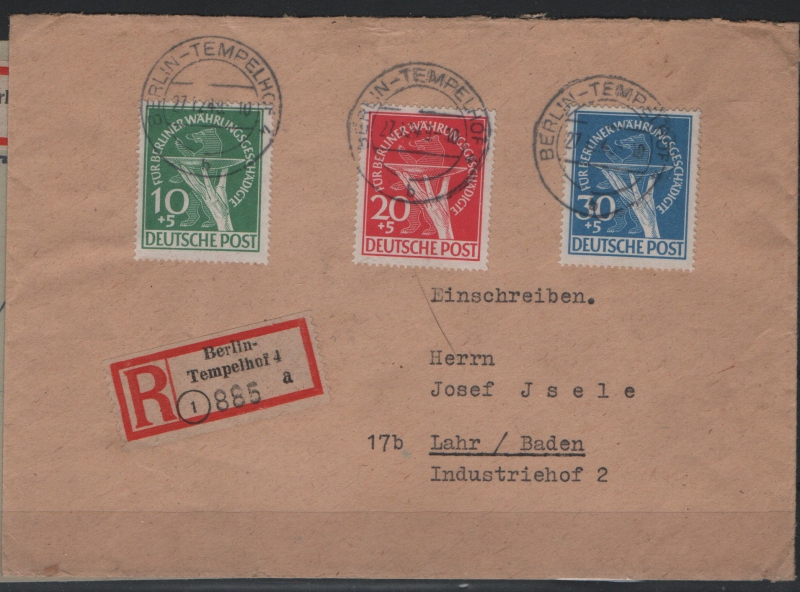 BERLIN-TEMPELHOF
BERLIN-TEMPELHOF
BERLIN-TEMPELHOF
b
FÜR BERLINER WÄHRUNGSGESCHÄDIGTE
10
+5
DEUTSCHE POST
FÜR BERLINER WÄHRUNGSGESCHÄDIGTE
20
+5
DEUTSCHE POST
FÜR BERLINER WÄHRUNGSGESCHÄDIGTE
30
+5
DEUTSCHE POST
Einschreiben.
R
Berlin-
Tempelhof 4
1 885 a
Herrn
Josef J s e l e
17b Lahr / Baden
Industriehof 2